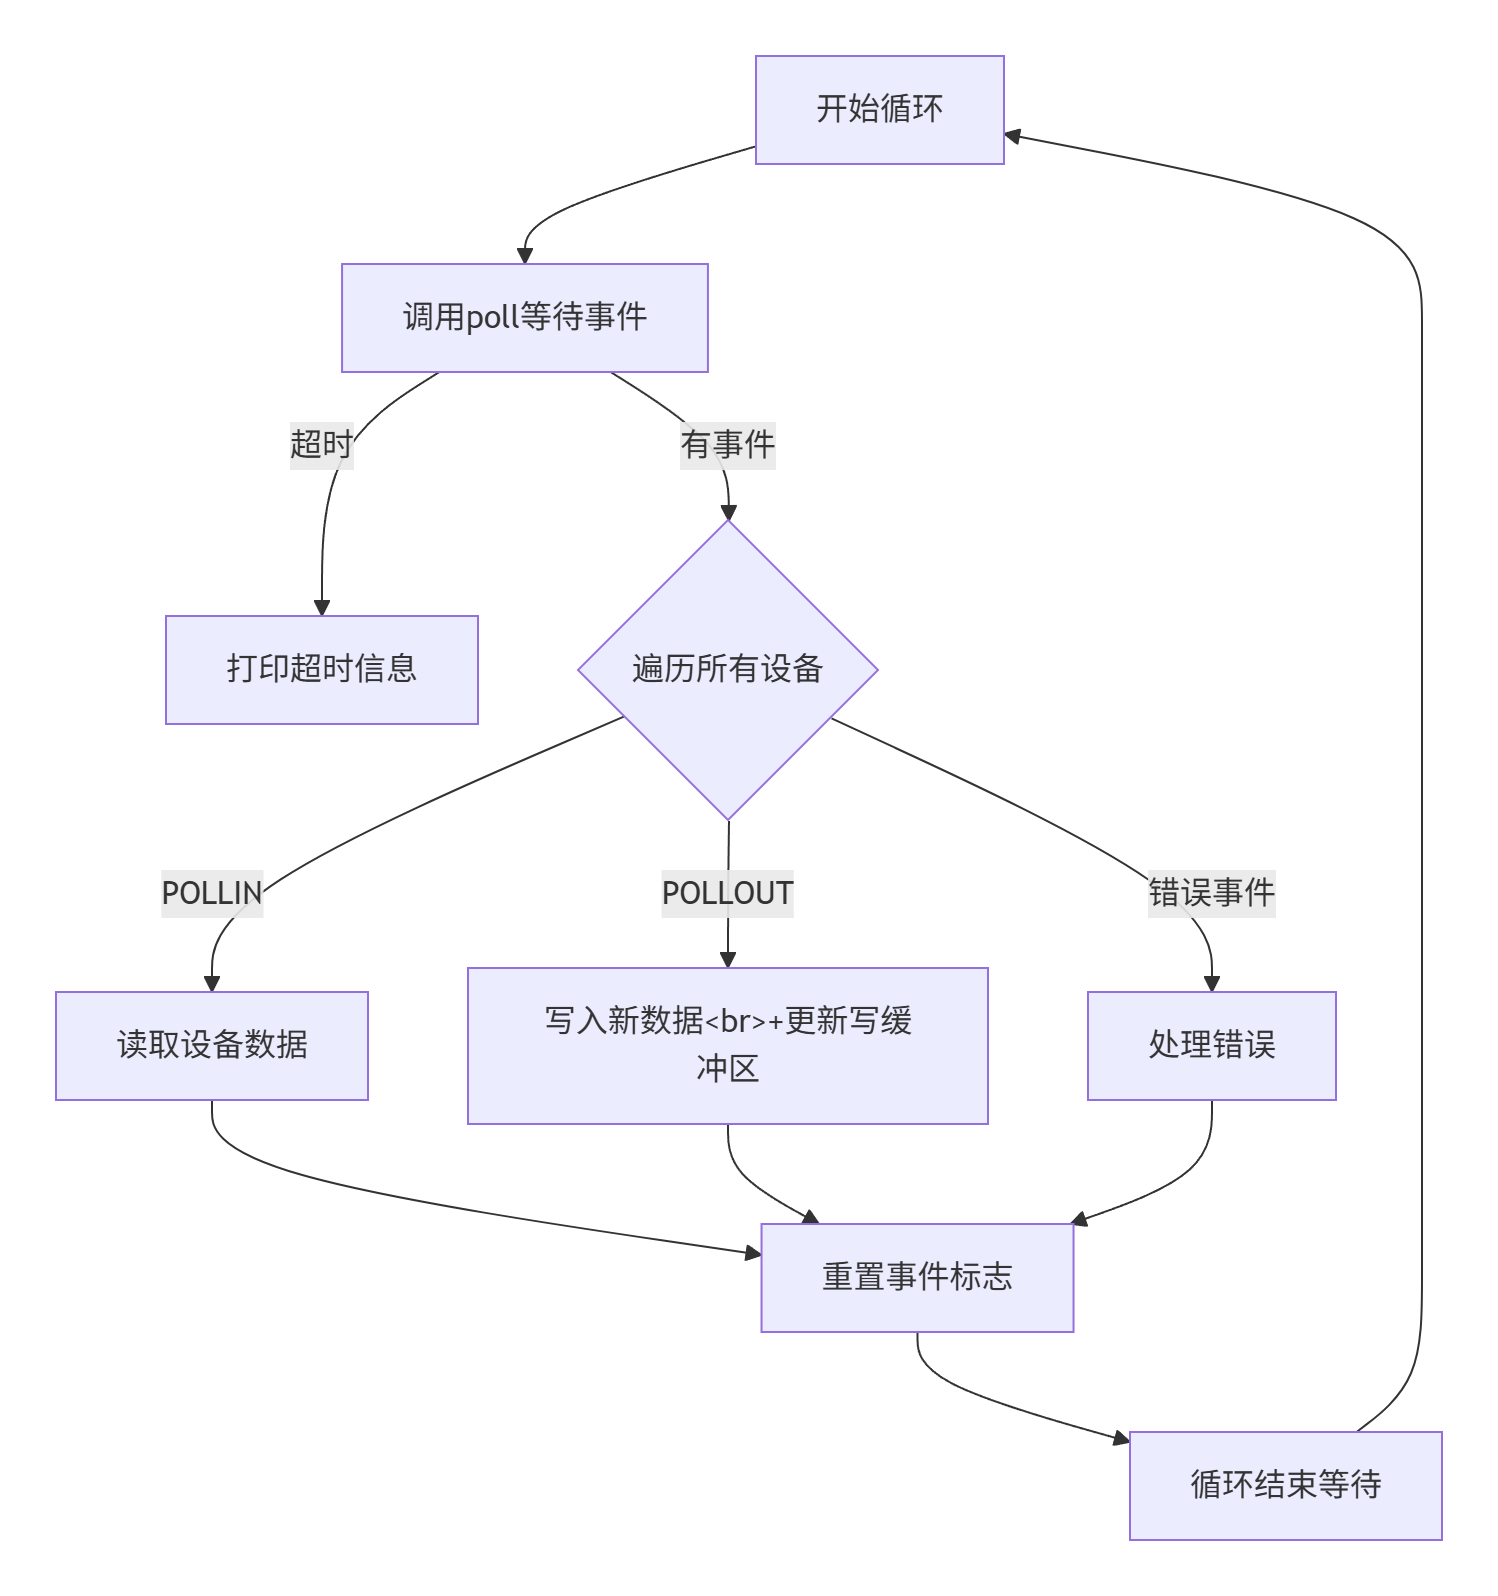 开始循环
调用poll等待事件
超时
有事件
打印超时信息
遍历所有设备
POLLIN
POLLOUT
错误事件
读取设备数据
写入新数据<br>+更新写缓
冲区
处理错误
重置事件标志
循环结束等待